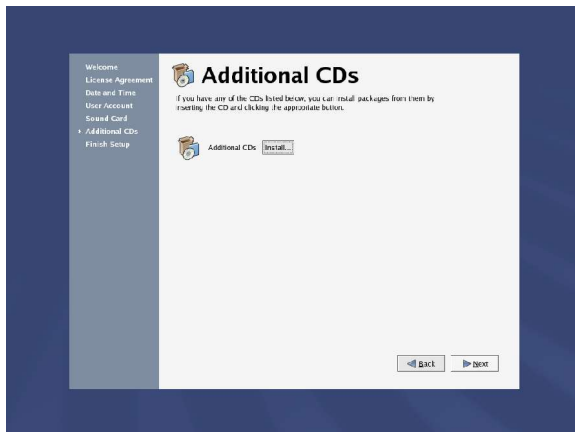 Welcome
License Agreement
Date and Time
User Account
Sound Card
Additional CDs
Finish Setup
Additional CDs
If you have any of the CDs listed below, you can install packages from them by
inserting the CD and clicking the appropriate button.
Additional CDs Install...
Back Next